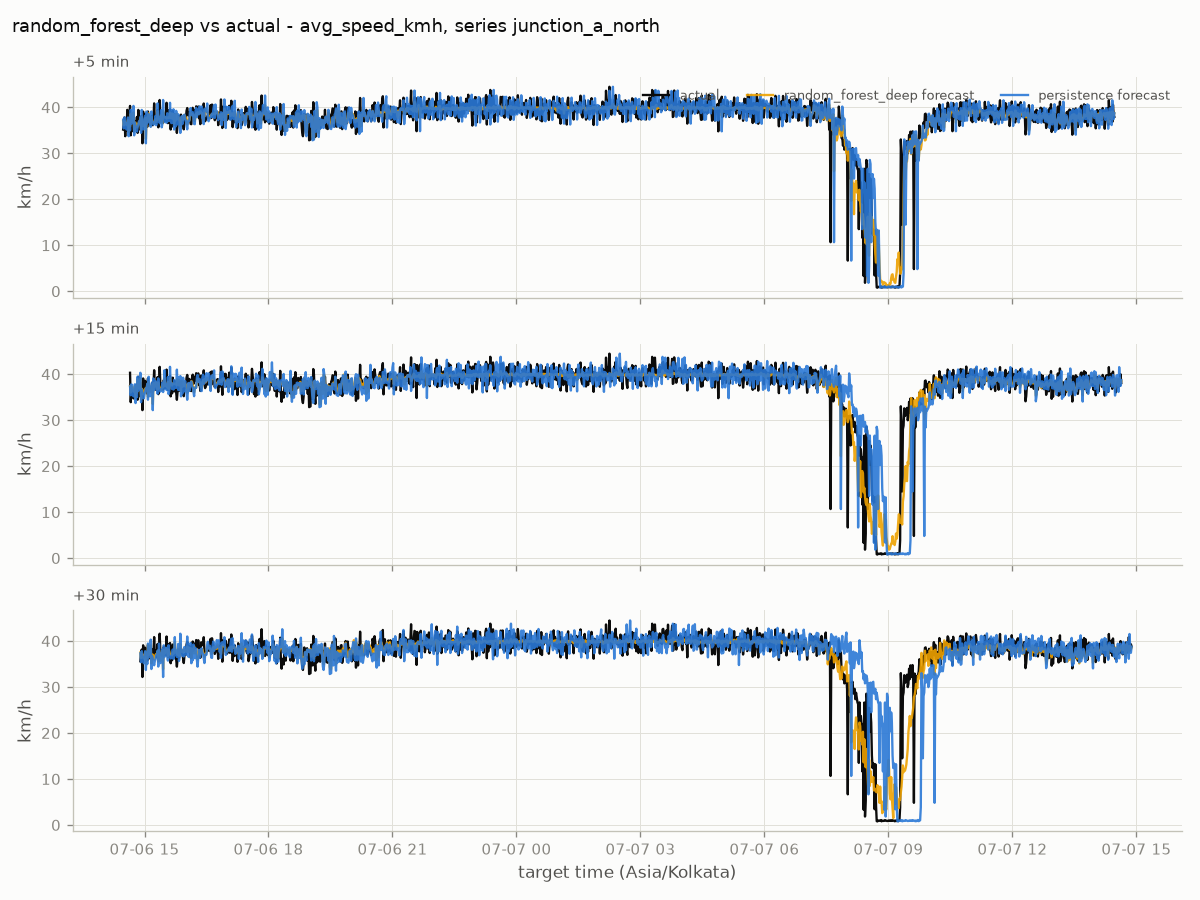 random_forest_deep vs actual - avg_speed_kmh, series junction_a_north
+5 min
actual random_forest_deep forecast persistence forecast
40
30
20
10
0
km/h
+15 min
40
30
20
10
0
km/h
+30 min
40
30
20
10
0
km/h
07-06 15 07-06 18 07-06 21 07-07 00 07-07 03 07-07 06 07-07 09 07-07 12 07-07 15
target time (Asia/Kolkata)